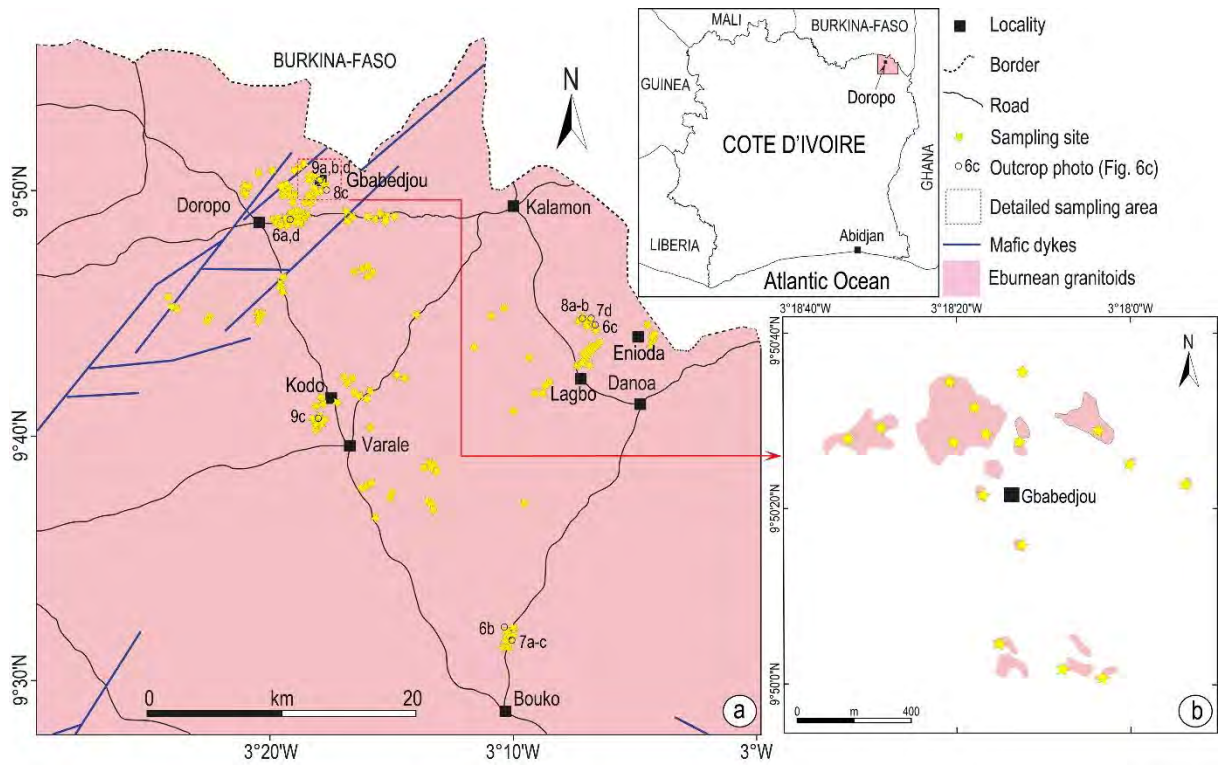 BURKINA-FASO
N
9a,b,d
Gbabedjou
8c
Doropo
6a,d
Kalamon
8a-b
7d
6c
Enioda
Lagbo
Danoa
Kodo
9c
Varale
6b
7a-c
Bouko
0
km
20
a
9°50'N
9°40'N
9°30'N
3°20'W
3°10'W
3°W
MALI
BURKINA-FASO
GUINEA
Doropo
COTE D'IVOIRE
GHANA
LIBERIA
Abidjan
Atlantic Ocean
Locality
Border
Road
Sampling site
6c Outcrop photo (Fig. 6c)
Detailed sampling area
Mafic dykes
Eburnean granitoids
3°18'40"W
3°18'20"W
3°18'0"W
9°50'40"N
9°50'20"N
9°50'0"N
N
Gbabedjou
0
m
400
b